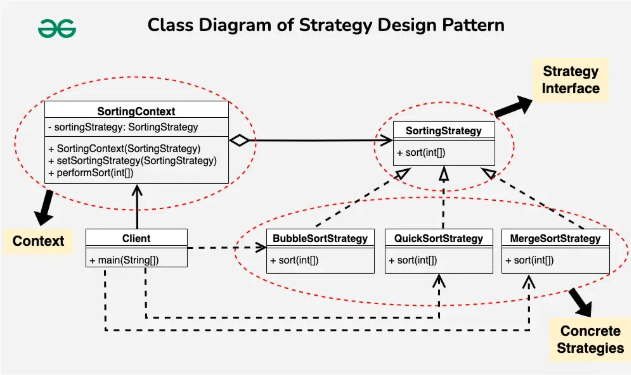 Class Diagram of Strategy Design Pattern
Strategy
Interface
SortingContext
- sortingStrategy: SortingStrategy
+ SortingContext(SortingStrategy)
+ setSortingStrategy(SortingStrategy)
+ performSort(int[])
SortingStrategy
+ sort(int[])
Context
Client
+ main(String[])
BubbleSortStrategy
+ sort(int[])
QuickSortStrategy
+ sort(int[])
MergeSortStrategy
+ sort(int[])
Concrete
Strategies